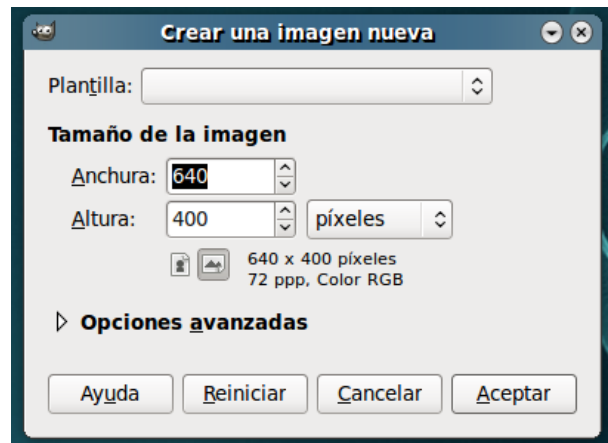 Crear una imagen nueva
Plantilla:
Tamaño de la imagen
Anchura: 640
Altura: 400 píxeles
640 x 400 píxeles
72 ppp, Color RGB
Opciones avanzadas
Ayuda Reiniciar Cancelar Aceptar